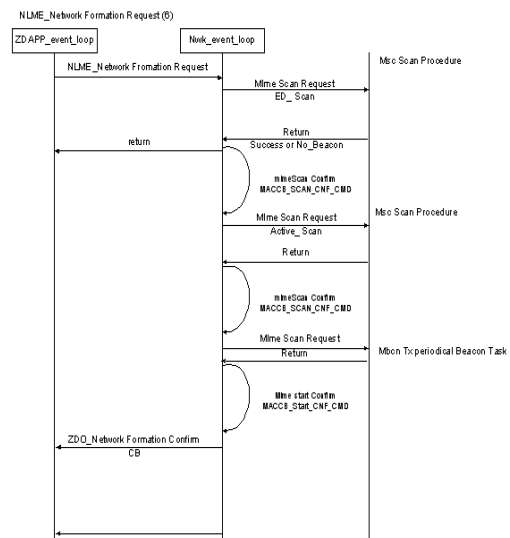 NLME_Network Formation Request (6)
ZDAPP_event_loop
Nwk_event_loop
Msc Scan Procedure
NLME_Network Fromation Request
Mlme Scan Request
ED_ Scan
Return
Success or No_Beacon
return
mlmeScan Confirm
MACCB_SCAN_CNF_CMD
Mlme Scan Request
Active_ Scan
Msc Scan Procedure
Return
mlmeScan Confirm
MACCB_SCAN_CNF_CMD
Mlme Scan Request
Return
Mbcn Tx periodical Beacon Task
Mlme start Confirm
MACCB_Start_CNF_CMD
ZDO_Network Formation Confirm
CB